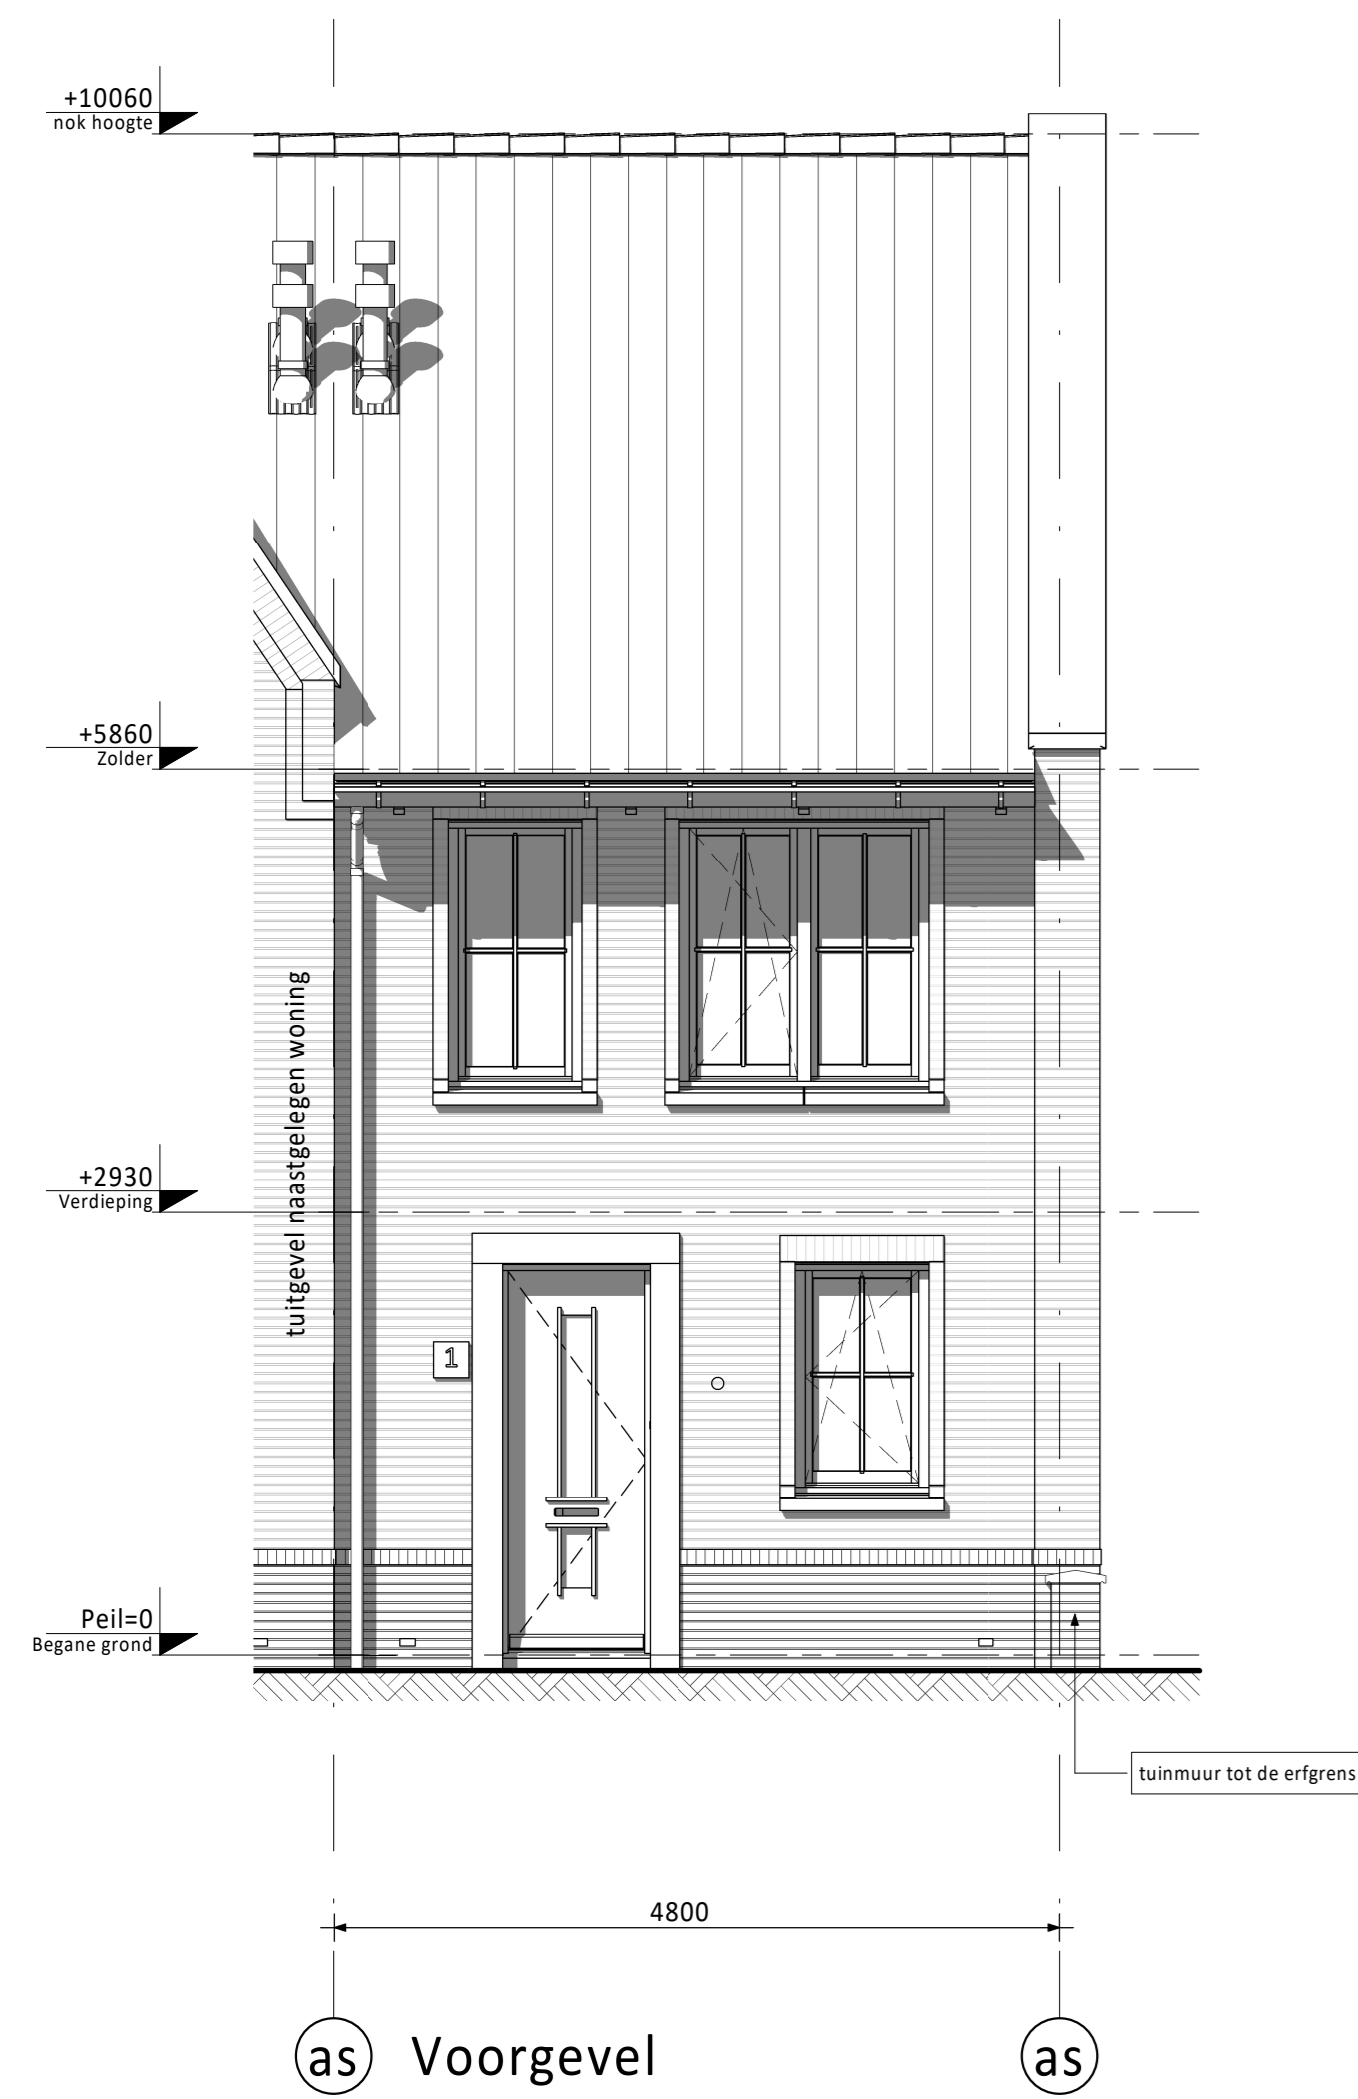 +10060
nok hoogte
+5860
Zolder
tuitgevel naastgelegen woning
+2930
Verdieping
1
Peil=0
Begane grond
tuinmuur tot de erfgrens
4800
as
Voorgevel
as